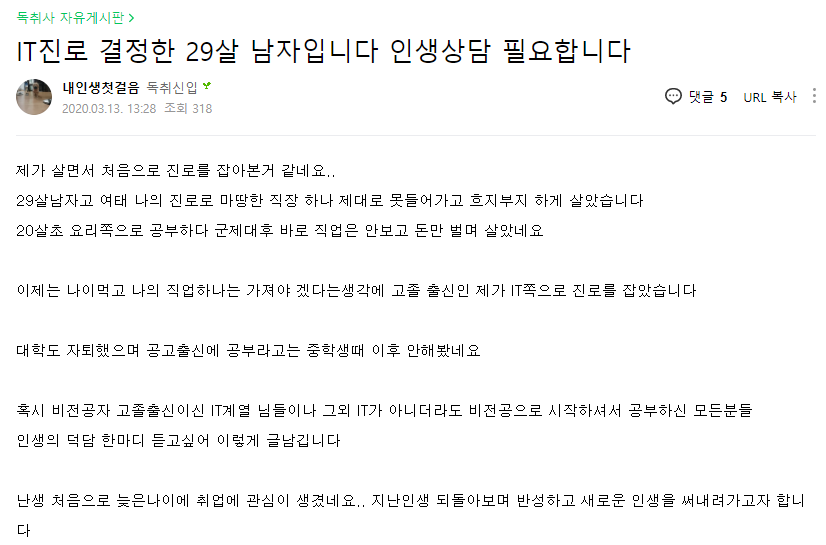 독취사 자유게시판 >
IT진로 결정한 29살 남자입니다 인생상담 필요합니다
내인생첫걸음 독취신입
2020.03.13. 13:28 조회 318
댓글 5 URL 복사
제가 살면서 처음으로 진로를 잡아본거 같네요..
29살남자고 여태 나의 진로로 마땅한 직장 하나 제대로 못들어가고 흐지부지 하게 살았습니다
20살초 요리쪽으로 공부하다 군제대후 바로 직업은 안보고 돈만 벌며 살았네요
이제는 나이먹고 나의 직업하나는 가져야 겠다는생각에 고졸 출신인 제가 IT쪽으로 진로를 잡았습니다
대학도 자퇴했으며 공고출신에 공부라고는 중학생때 이후 안해봤네요
혹시 비전공자 고졸출신이신 IT계열 님들이나 그외 IT가 아니더라도 비전공으로 시작하셔서 공부하신 모든분들
인생의 덕담 한마디 듣고싶어 이렇게 글남깁니다
난생 처음으로 늦은나이에 취업에 관심이 생겼네요.. 지난인생 되돌아보며 반성하고 새로운 인생을 써내려가고자 합니
다